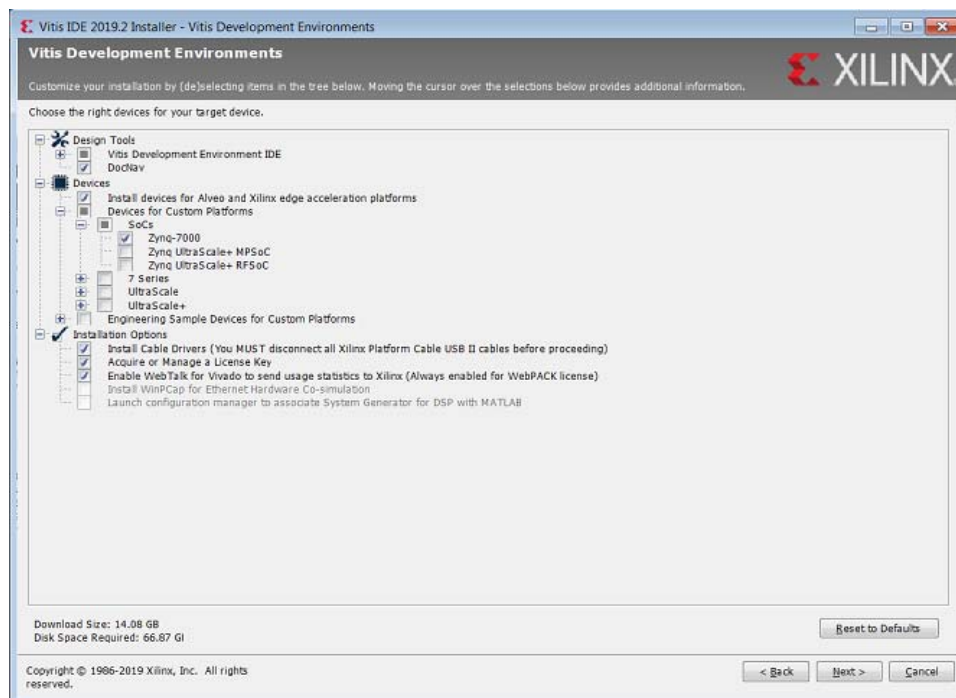 Vitis IDE 2019.2 Installer - Vitis Development Environments
Vitis Development Environments
Customize your installation by (de)selecting items in the tree below. Moving the cursor over the selections below provides additional information.
XILINX.
Choose the right devices for your target device.
Design Tools
Vitis Development Environment IDE
DocNav
Devices
Install devices for Alveo and Xilinx edge acceleration platforms
Devices for Custom Platforms
SoCs
Zynq-7000
Zynq UltraScale+ MPSoC
Zynq UltraScale+ RFSoC
7 Series
UltraScale
UltraScale+
Engineering Sample Devices for Custom Platforms
Installation Options
Install Cable Drivers (You MUST disconnect all Xilinx Platform Cable USB II cables before proceeding)
Acquire or Manage a License Key
Enable WebTalk for Vivado to send usage statistics to Xilinx (Always enabled for WebPACK license)
Install WinPCap for Ethernet Hardware Co-simulation
Launch configuration manager to associate System Generator for DSP with MATLAB
Download Size: 14.08 GB
Disk Space Required: 66.87 GI
Reset to Defaults
Copyright © 1986-2019 Xilinx, Inc. All rights
reserved.
< Back
Next >
Cancel